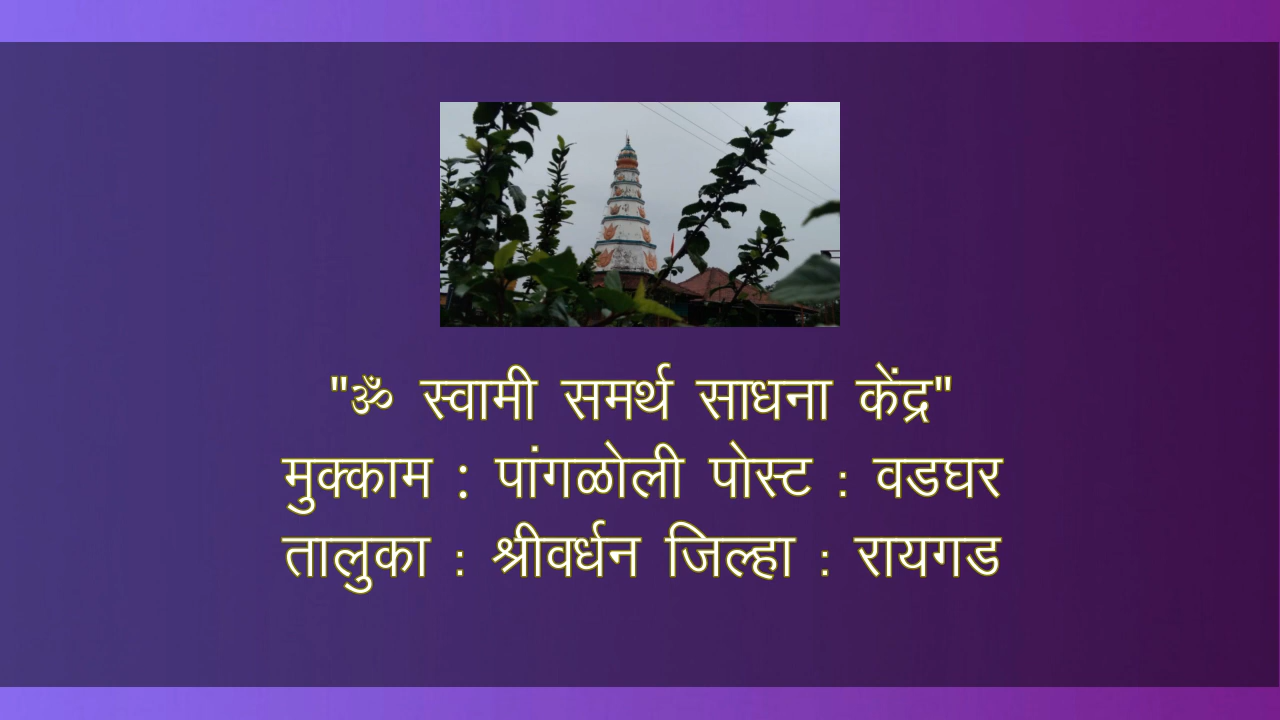 "ॐ स्वामी समर्थ साधना केंद्र"
मुक्काम : पांगळोली पोस्ट : वडघर
तालुका : श्रीवर्धन जिल्हा : रायगड